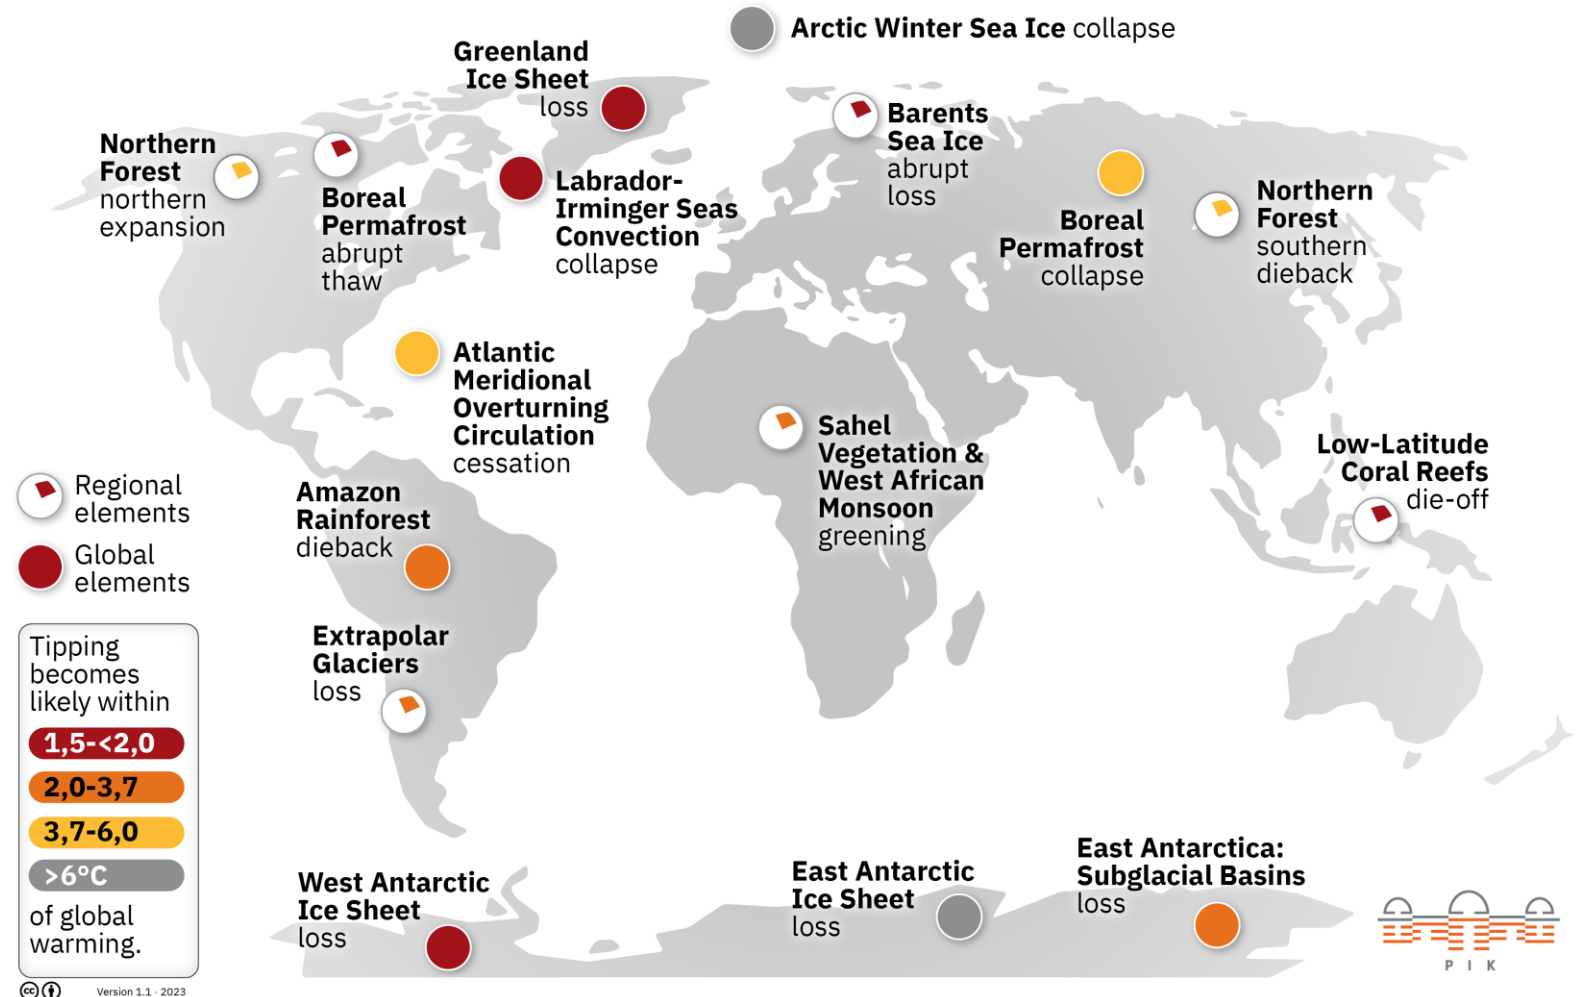 Arctic Winter Sea Ice collapse
Greenland
Ice Sheet
loss
Barents
Sea Ice
abrupt
loss
Northern
Forest
northern
expansion
Boreal
Permafrost
abrupt
thaw
Labrador-
Irminger Seas
Convection
collapse
Boreal
Permafrost
collapse
Northern
Forest
southern
dieback
Atlantic
Meridional
Overturning
Circulation
cessation
Sahel
Vegetation &
West African
Monsoon
greening
Low-Latitude
Coral Reefs
die-off
Regional
elements
Global
elements
Amazon
Rainforest
dieback
Extrapolar
Glaciers
loss
Tipping
becomes
likely within
1,5-<2,0
2,0-3,7
3,7-6,0
>6°C
of global
warming.
West Antarctic
Ice Sheet
loss
East Antarctic
Ice Sheet
loss
East Antarctica:
Subglacial Basins
loss
P I K
cc
Version 1.1 · 2023